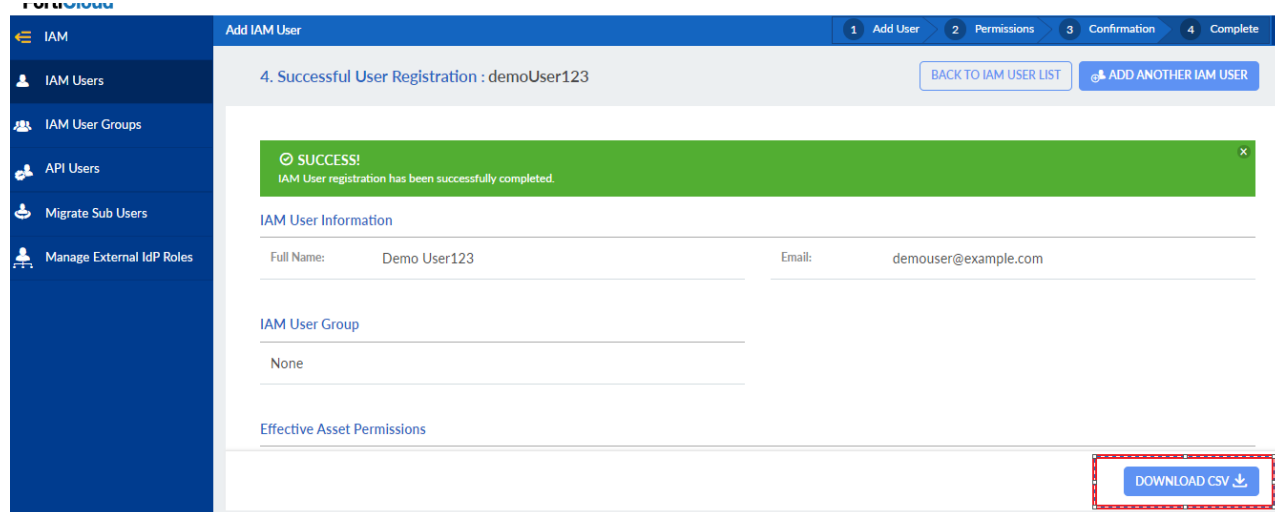 FortiCloud
IAM
Add IAM User
1 Add User 2 Permissions 3 Confirmation 4 Complete
IAM Users
IAM User Groups
API Users
Migrate Sub Users
Manage External IdP Roles
4. Successful User Registration : demoUser123
BACK TO IAM USER LIST
ADD ANOTHER IAM USER
SUCCESS!
IAM User registration has been successfully completed.
IAM User Information
Full Name: Demo User123
Email: demouser@example.com
IAM User Group
None
Effective Asset Permissions
DOWNLOAD CSV